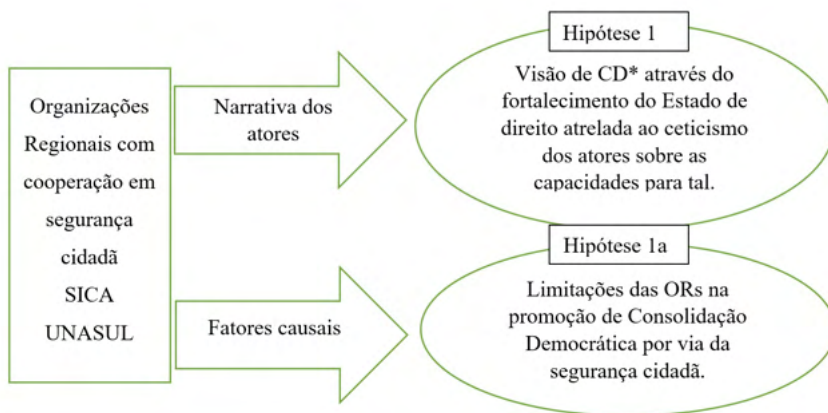 Organizações
Regionais com
cooperação em
segurança
cidadã
SICA
UNASUL
Narrativa dos
atores
Hipótese 1
Visão de CD* através do
fortalecimento do Estado de
direito atrelada ao ceticismo
dos atores sobre as
capacidades para tal.
Fatores causais
Hipótese 1a
Limitações das ORs na
promoção de Consolidação
Democrática por via da
segurança cidadã.